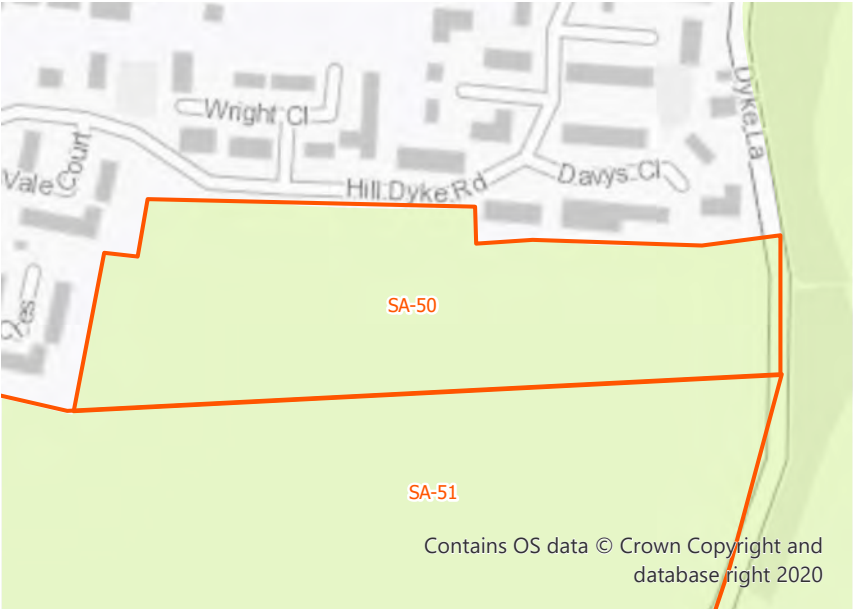 Dyke La
Wright Cl
Vale Court
Hill Dyke Rd
Davys Cl
SA-50
SA-51
Contains OS data © Crown Copyright and
database right 2020